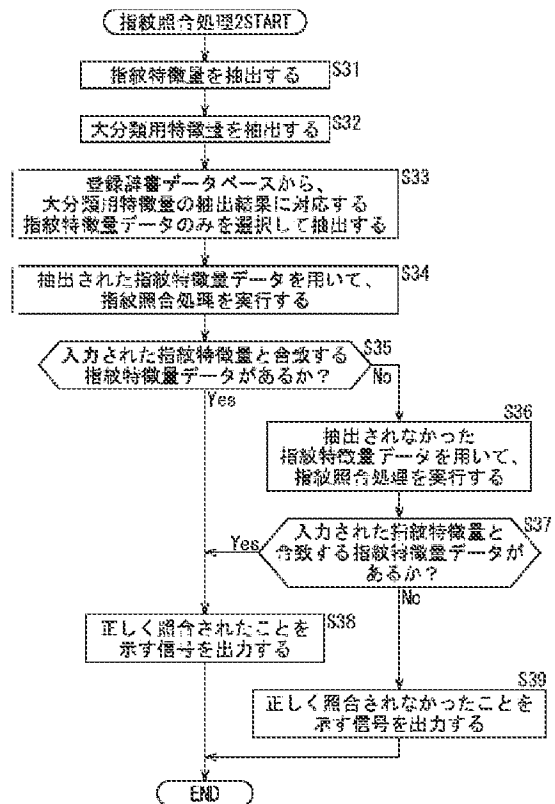 指紋照合処理2START
指紋特徴量を抽出する
S31
大分類用特徴量を抽出する
S32
登録辞書データベースから、
大分類用特徴量の抽出結果に対応する
指紋特徴量データのみを選択して抽出する
S33
抽出された指紋特徴量データを用いて、
指紋照合処理を実行する
S34
入力された指紋特徴量と合致する
指紋特徴量データがあるか?
S35
No
Yes
抽出されなかった
指紋特徴量データを用いて、
指紋照合処理を実行する
S36
入力された指紋特徴量と
合致する指紋特徴量データが
あるか?
S37
Yes
No
正しく照合されたことを
示す信号を出力する
S38
正しく照合されなかったことを
示す信号を出力する
S39
END